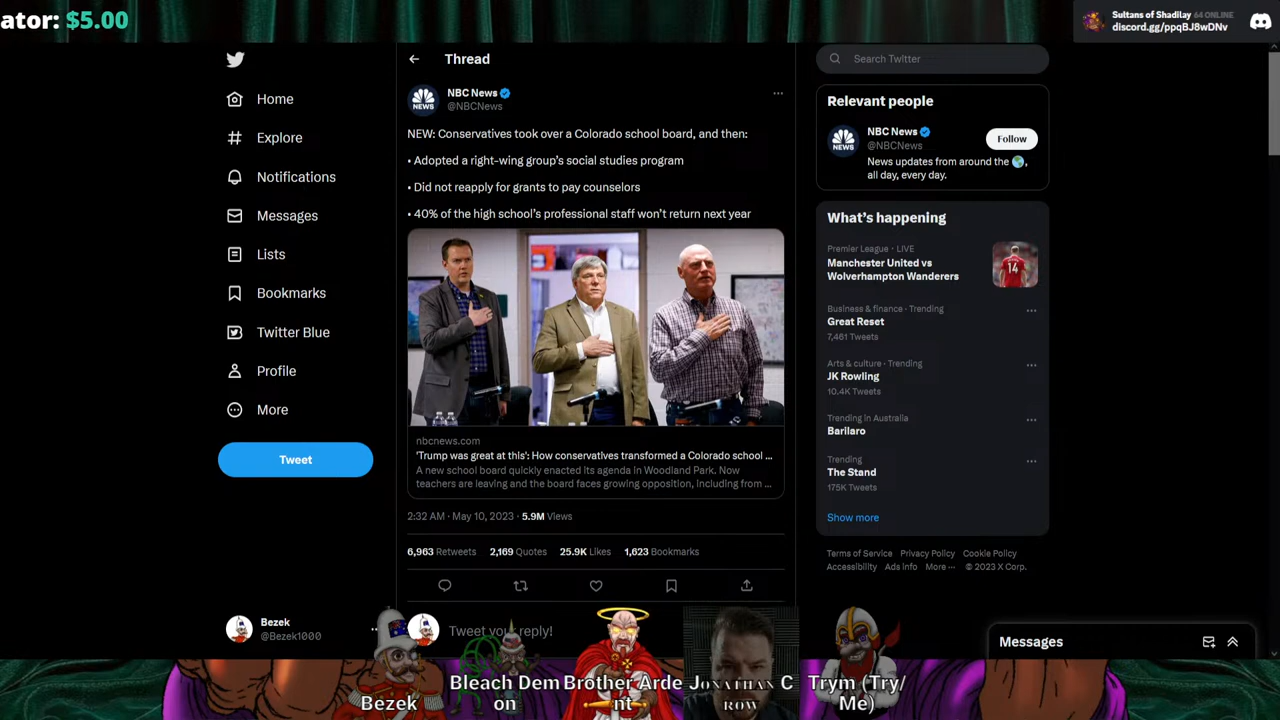 ator: $5.00
Sultans of Shadilay 64 ONLINE
discord.gg/ppqBJ8wDNv
Home
Explore
Notifications
Messages
Lists
Bookmarks
Twitter Blue
Profile
More
Tweet
Bezek
@Bezek1000
Thread
NBC News
@NBCNews
NEW: Conservatives took over a Colorado school board, and then:
• Adopted a right-wing group's social studies program
• Did not reapply for grants to pay counselors
• 40% of the high school's professional staff won't return next year
nbcnews.com
'Trump was great at this': How conservatives transformed a Colorado school ...
A new school board quickly enacted its agenda in Woodland Park. Now
teachers are leaving and the board faces growing opposition, including from ...
2:32 AM · May 10, 2023 · 5.9M Views
6,963 Retweets 2,169 Quotes 25.9K Likes 1,623 Bookmarks
Tweet your reply!
Search Twitter
Relevant people
NEWS
NBC News
@NBCNews
Follow
News updates from around the 🌎,
all day, every day.
What's happening
Premier League · LIVE
Manchester United vs
Wolverhampton Wanderers
14
Business & finance · Trending
Great Reset
7,461 Tweets
Arts & culture · Trending
JK Rowling
10.4K Tweets
Trending in Australia
Barilaro
Trending
The Stand
175K Tweets
Show more
Terms of Service Privacy Policy Cookie Policy
Accessibility Ads info More ··· © 2023 X Corp.
Messages
Bezek
Bleach Dem
on
Brother Arde
nt
Jonathan C
row
Trym (Try/
Me)